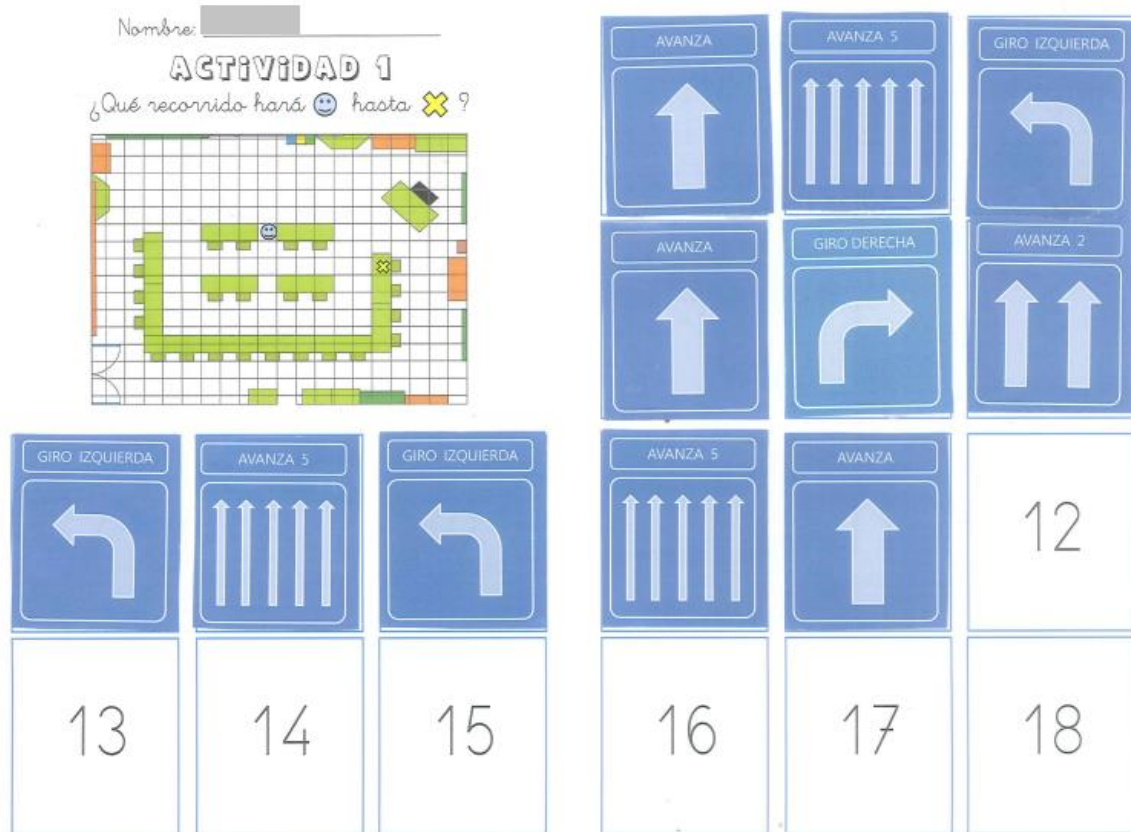 Nombre:
ACTIVIDAD 1
¿Qué recorrido hará hasta ?
AVANZA
AVANZA 5
GIRO IZQUIERDA
AVANZA
GIRO DERECHA
AVANZA 2
GIRO IZQUIERDA
AVANZA 5
GIRO IZQUIERDA
AVANZA 5
AVANZA
12
13
14
15
16
17
18